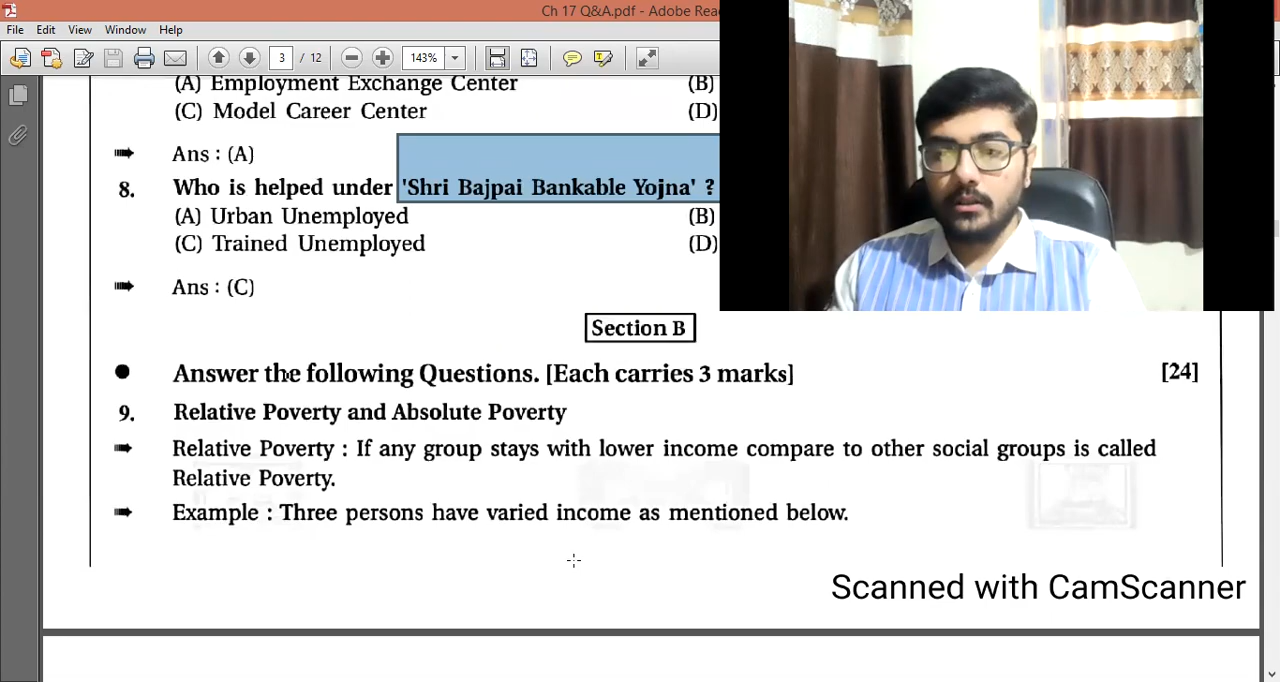 Ch 17 Q&A.pdf - Adobe Rea
File Edit View Window Help
3 / 12 143%
(A) Employment Exchange Center (B)
(C) Model Career Center (D)
Ans : (A)
8. Who is helped under 'Shri Bajpai Bankable Yojna' ?
(A) Urban Unemployed (B)
(C) Trained Unemployed (D)
Ans : (C)
Section B
Answer the following Questions. [Each carries 3 marks] [24]
9. Relative Poverty and Absolute Poverty
Relative Poverty : If any group stays with lower income compare to other social groups is called
Relative Poverty.
Example : Three persons have varied income as mentioned below.
Scanned with CamScanner